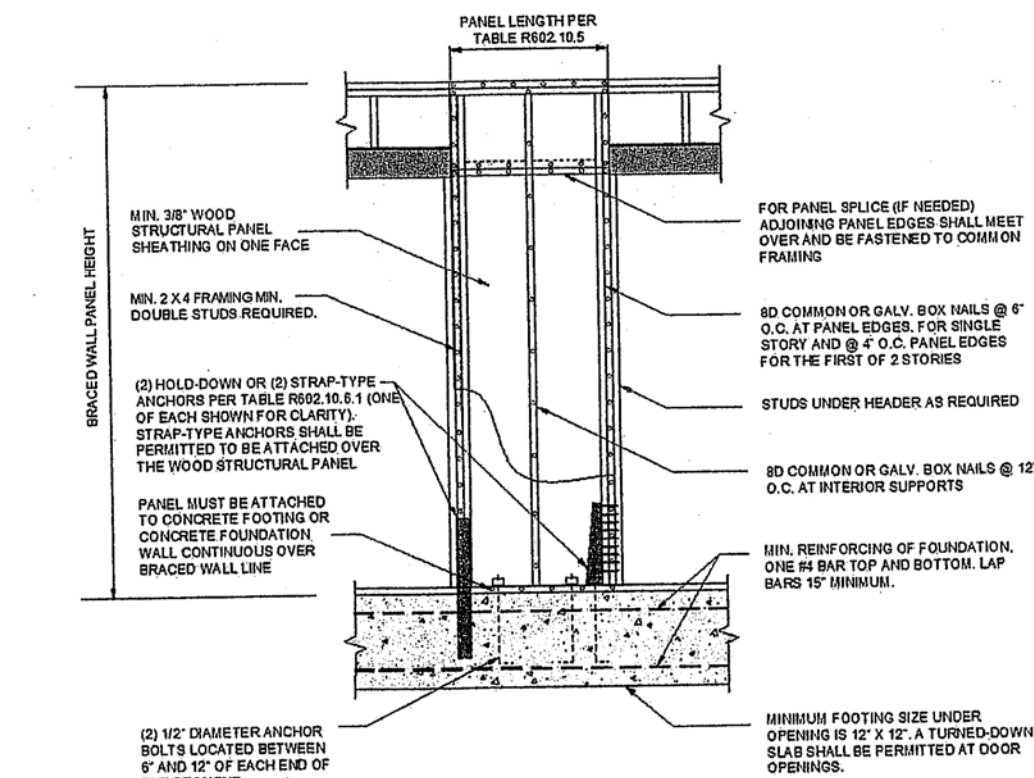 PANEL LENGTH PER
TABLE R602.10.5
BRACED WALL PANEL HEIGHT
MIN. 3/8" WOOD
STRUCTURAL PANEL
SHEATHING ON ONE FACE
MIN. 2 X 4 FRAMING MIN.
DOUBLE STUDS REQUIRED.
(2) HOLD-DOWN OR (2) STRAP-TYPE
ANCHORS PER TABLE R602.10.6.1 (ONE
OF EACH SHOWN FOR CLARITY).
STRAP-TYPE ANCHORS SHALL BE
PERMITTED TO BE ATTACHED OVER
THE WOOD STRUCTURAL PANEL
PANEL MUST BE ATTACHED
TO CONCRETE FOOTING OR
CONCRETE FOUNDATION
WALL CONTINUOUS OVER
BRACED WALL LINE
(2) 1/2" DIAMETER ANCHOR
BOLTS LOCATED BETWEEN
6" AND 12" OF EACH END OF
FOR PANEL SPLICE (IF NEEDED)
ADJOINING PANEL EDGES SHALL MEET
OVER AND BE FASTENED TO COMMON
FRAMING
8D COMMON OR GALV. BOX NAILS @ 6"
O.C. AT PANEL EDGES. FOR SINGLE
STORY AND @ 4" O.C. PANEL EDGES
FOR THE FIRST OF 2 STORIES
STUDS UNDER HEADER AS REQUIRED
8D COMMON OR GALV. BOX NAILS @ 12"
O.C. AT INTERIOR SUPPORTS
MIN. REINFORCING OF FOUNDATION,
ONE #4 BAR TOP AND BOTTOM. LAP
BARS 15" MINIMUM.
MINIMUM FOOTING SIZE UNDER
OPENING IS 12" X 12". A TURNED-DOWN
SLAB SHALL BE PERMITTED AT DOOR
OPENINGS.